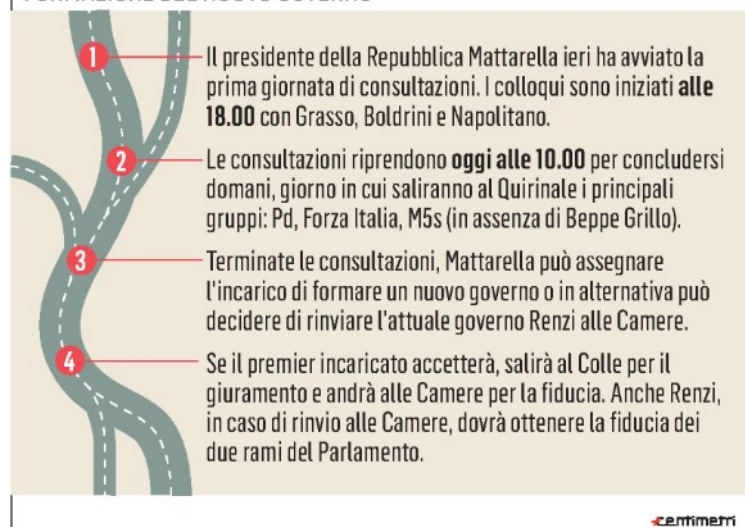 FORMAZIONE DEL NUOVO GOVERNO
1
Il presidente della Repubblica Mattarella ieri ha avviato la
prima giornata di consultazioni. I colloqui sono iniziati alle
18.00 con Grasso, Boldrini e Napolitano.
2
Le consultazioni riprendono oggi alle 10.00 per concludersi
domani, giorno in cui saliranno al Quirinale i principali
gruppi: Pd, Forza Italia, M5s (in assenza di Beppe Grillo).
3
Terminate le consultazioni, Mattarella può assegnare
l'incarico di formare un nuovo governo o in alternativa può
decidere di rinviare l'attuale governo Renzi alle Camere.
4
Se il premier incaricato accetterà, salirà al Colle per il
giuramento e andrà alle Camere per la fiducia. Anche Renzi,
in caso di rinvio alle Camere, dovrà ottenere la fiducia dei
due rami del Parlamento.
centimetri